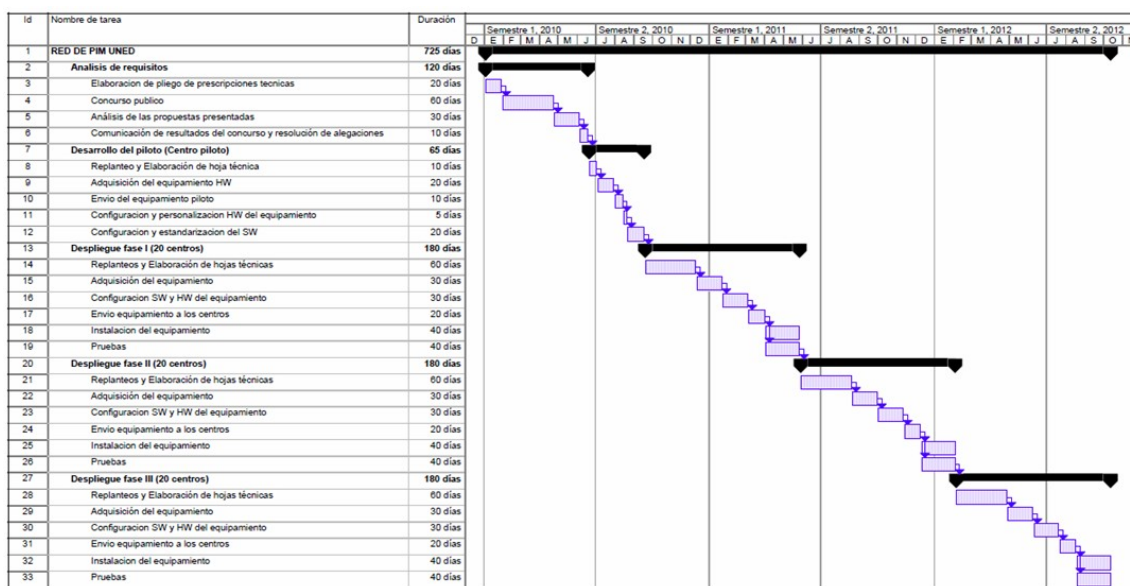 Id Nombre de tarea Duración
Semestre 1, 2010 Semestre 2, 2010 Semestre 1, 2011 Semestre 2, 2011 Semestre 1, 2012 Semestre 2, 2012
D E F M A M J J A S O N D E F M A M J J A S O N D E F M A M J J A S O N
1 RED DE PIM UNED 725 días
2 Analisis de requisitos 120 días
3 Elaboracion de pliego de prescripciones tecnicas 20 días
4 Concurso publico 60 días
5 Análisis de las propuestas presentadas 30 días
6 Comunicación de resultados del concurso y resolución de alegaciones 10 días
7 Desarrollo del piloto (Centro piloto) 65 días
8 Replanteo y Elaboración de hoja técnica 10 días
9 Adquisición del equipamiento HW 20 días
10 Envio del equipamiento piloto 10 días
11 Configuracion y personalizacion HW del equipamiento 5 días
12 Configuracion y estandarizacion del SW 20 días
13 Despliegue fase I (20 centros) 180 días
14 Replanteos y Elaboración de hojas técnicas 60 días
15 Adquisición del equipamiento 30 días
16 Configuracion SW y HW del equipamiento 30 días
17 Envio equipamiento a los centros 20 días
18 Instalacion del equipamiento 40 días
19 Pruebas 40 días
20 Despliegue fase II (20 centros) 180 días
21 Replanteos y Elaboración de hojas técnicas 60 días
22 Adquisición del equipamiento 30 días
23 Configuracion SW y HW del equipamiento 30 días
24 Envio equipamiento a los centros 20 días
25 Instalacion del equipamiento 40 días
26 Pruebas 40 días
27 Despliegue fase III (20 centros) 180 días
28 Replanteos y Elaboración de hojas técnicas 60 días
29 Adquisición del equipamiento 30 días
30 Configuracion SW y HW del equipamiento 30 días
31 Envio equipamiento a los centros 20 días
32 Instalacion del equipamiento 40 días
33 Pruebas 40 días